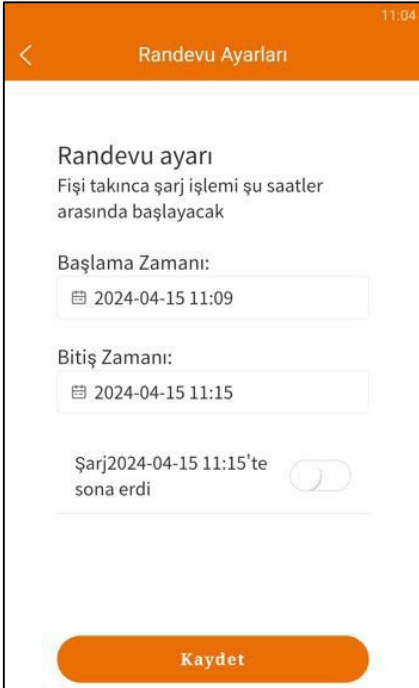 11:04
Randevu Ayarları
Randevu ayarı
Fişi takınca şarj işlemi şu saatler
arasında başlayacak
Başlama Zamanı:
2024-04-15 11:09
Bitiş Zamanı:
2024-04-15 11:15
Şarj2024-04-15 11:15'te
sona erdi
Kaydet